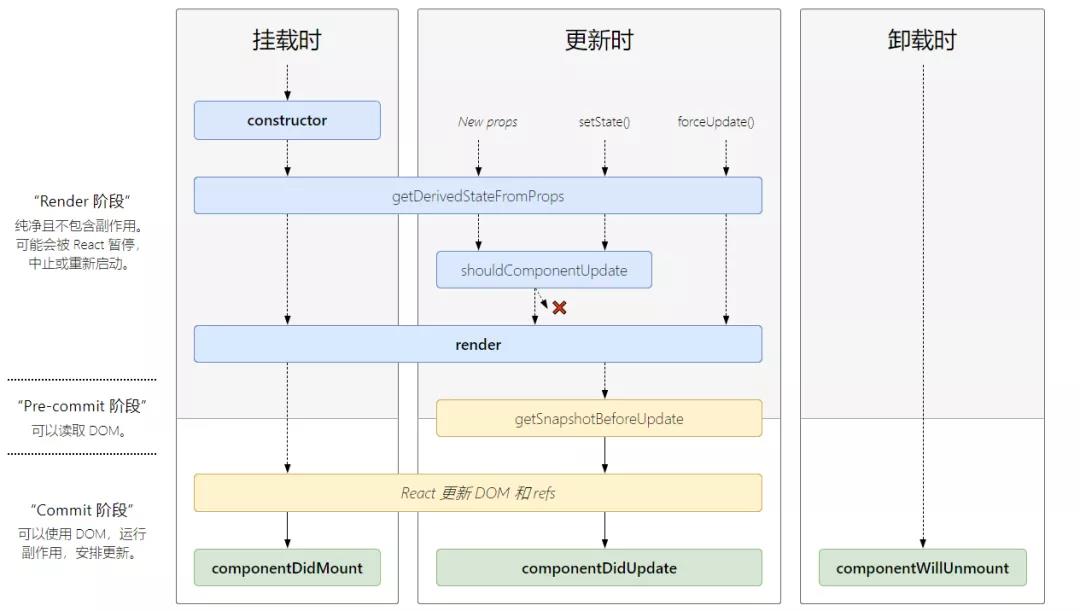 挂载时
更新时
卸载时
constructor
New props
setState()
forceUpdate()
getDerivedStateFromProps
“Render 阶段”
纯净且不包含副作用。
可能会被 React 暂停，
中止或重新启动。
shouldComponentUpdate
render
“Pre-commit 阶段”
可以读取 DOM。
getSnapshotBeforeUpdate
React 更新 DOM 和 refs
“Commit 阶段”
可以使用 DOM，运行
副作用，安排更新。
componentDidMount
componentDidUpdate
componentWillUnmount